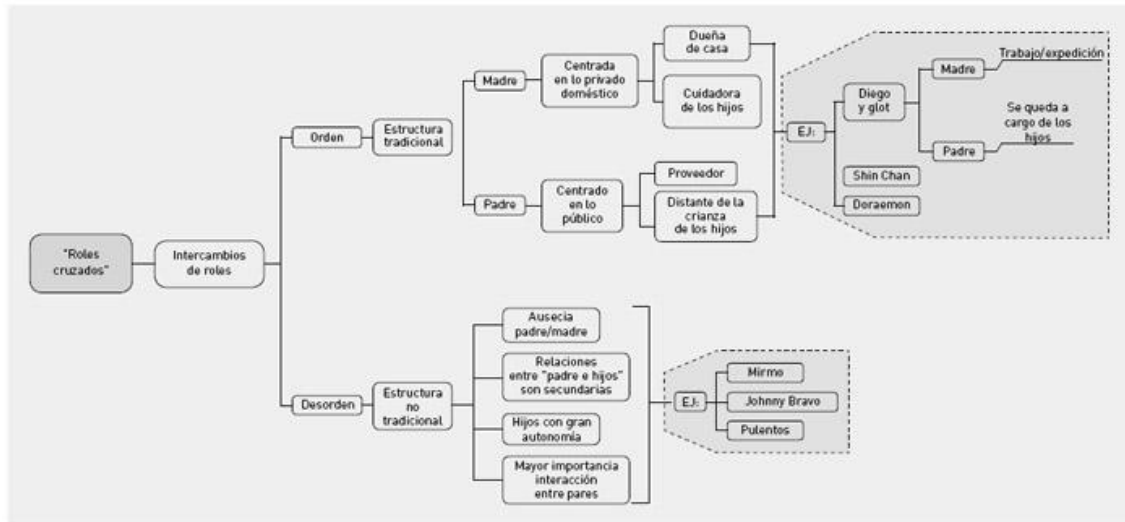 "Roles
cruzados"
Intercambios
de roles
Orden
Estructura
tradicional
Madre
Centrada
en lo privado
doméstico
Dueña
de casa
Cuidadora
de los hijos
Padre
Centrado
en lo
público
Proveedor
Distante de la
crianza
de los hijos
EJ:
Diego
y glot
Madre
Trabajo/expedición
Padre
Se queda a
cargo de los
hijos
Shin Chan
Doraemon
Desorden
Estructura
no
tradicional
Ausecia
padre/madre
Relaciones
entre "padre e hijos"
son secundarias
Hijos con gran
autonomía
Mayor importancia
interacción
entre pares
EJ:
Mirmo
Johnny Bravo
Pulentos